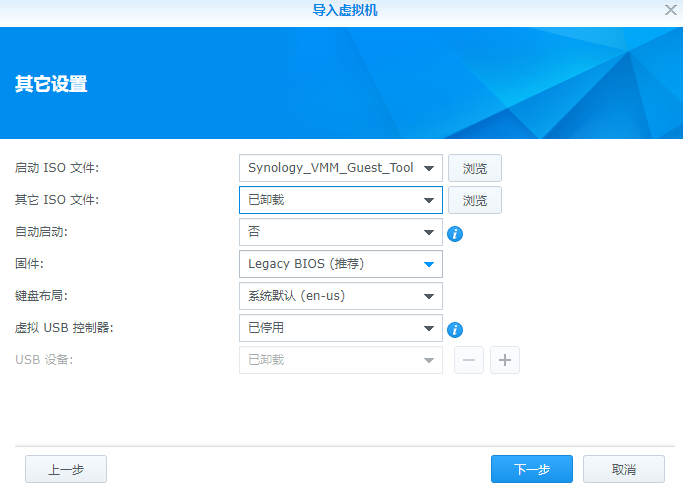 导入虚拟机
其它设置
启动 ISO 文件: Synology_VMM_Guest_Tool 浏览
其它 ISO 文件: 已卸载 浏览
自动启动: 否
固件: Legacy BIOS (推荐)
键盘布局: 系统默认 (en-us)
虚拟 USB 控制器: 已停用
USB 设备: 已卸载
上一步 下一步 取消